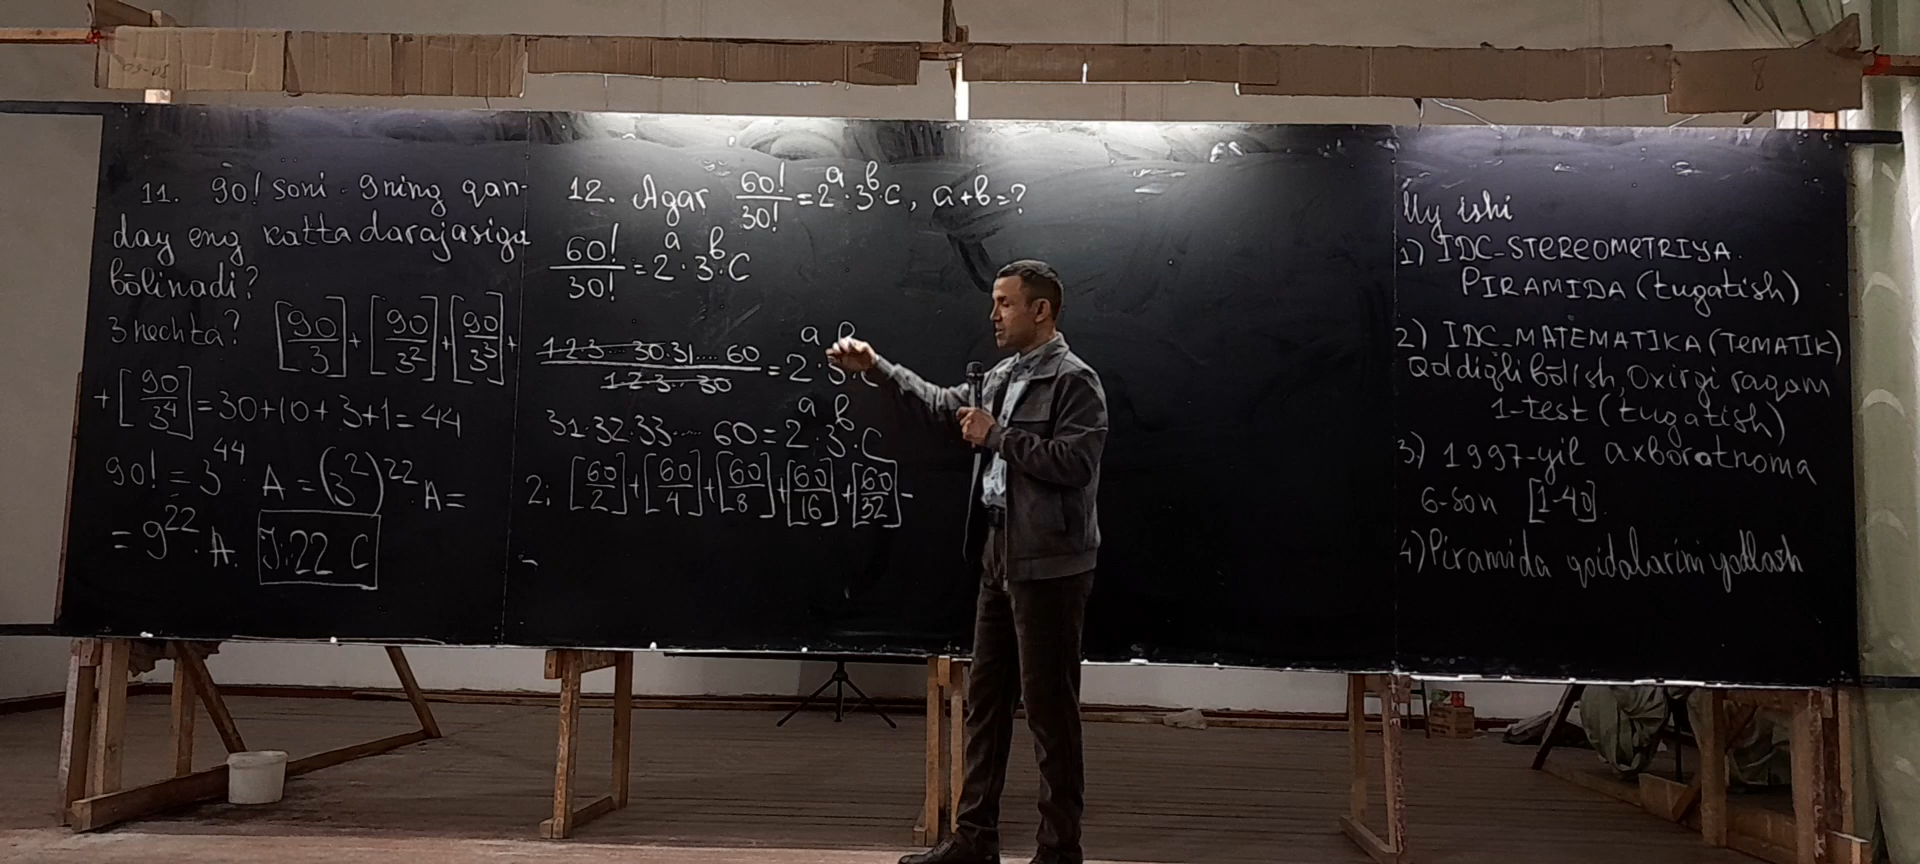 8
11. 90! soni 9ning qan-
day eng katta darajasiga
bōlinadi?
3 nechta? [90/3] + [90/3²] + [90/3³] +
+ [90/3⁴] = 30+10+3+1 = 44
90! = 3⁴⁴ · A = (3²)²² · A =
= 9²² · A. J: 22 C
12. Agar 60!/30! = 2ᵃ · 3ᵇ · C, a+b=?
60!/30! = 2ᵃ · 3ᵇ · C
1·2·3·...·30·31....60 / 1·2·3...30 = 2ᵃ · 3ᵇ · C
31·32·33..... 60 = 2ᵃ · 3ᵇ · C
2: [60/2] + [60/4] + [60/8] + [60/16] + [60/32] -
-
Uy ishi
1) IDC-STEREOMETRIYA.
PIRAMIDA (tugatish)
2) IDC-MATEMATIKA (TEMATIK)
Qoldiqli bōlish, Oxirgi raqam
1-test (tugatish)
3) 1997-yil axborotnoma
6-son [1-40].
4) Piramida qoidalarini yodlash